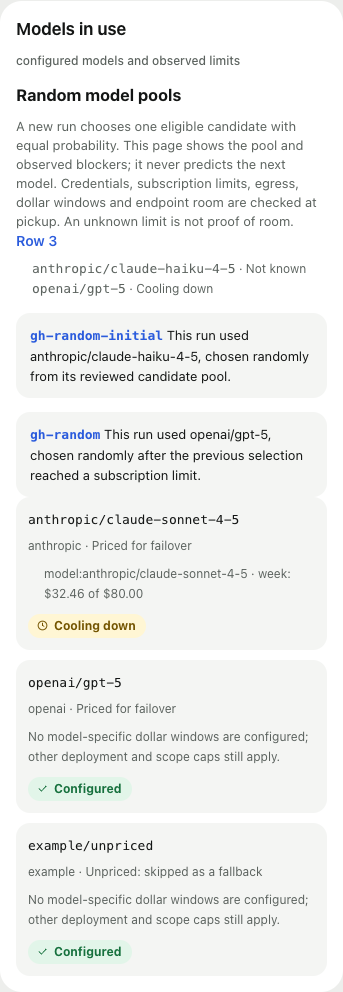 Models in use
configured models and observed limits
Random model pools
A new run chooses one eligible candidate with
equal probability. This page shows the pool and
observed blockers; it never predicts the next
model. Credentials, subscription limits, egress,
dollar windows and endpoint room are checked at
pickup. An unknown limit is not proof of room.
Row 3
anthropic/claude-haiku-4-5 · Not known
openai/gpt-5 · Cooling down
gh-random-initial This run used
anthropic/claude-haiku-4-5, chosen randomly
from its reviewed candidate pool.
gh-random This run used openai/gpt-5,
chosen randomly after the previous selection
reached a subscription limit.
anthropic/claude-sonnet-4-5
anthropic · Priced for failover
model:anthropic/claude-sonnet-4-5 · week:
$32.46 of $80.00
Cooling down
openai/gpt-5
openai · Priced for failover
No model-specific dollar windows are configured;
other deployment and scope caps still apply.
Configured
example/unpriced
example · Unpriced: skipped as a fallback
No model-specific dollar windows are configured;
other deployment and scope caps still apply.
Configured